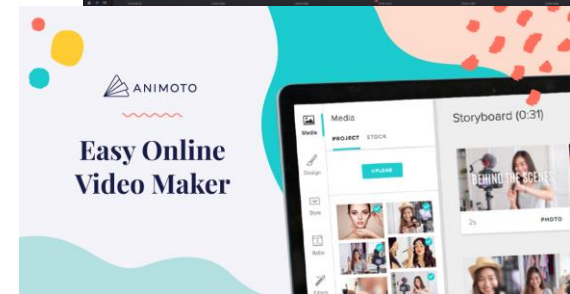 ANIMOTO
Easy Online
Video Maker
Media
Media
PROJECT STOCK
Design
UPLOAD
Style
Ratio
Storyboard (0:31)
BEHIND THE SCENES
2s
PHOTO